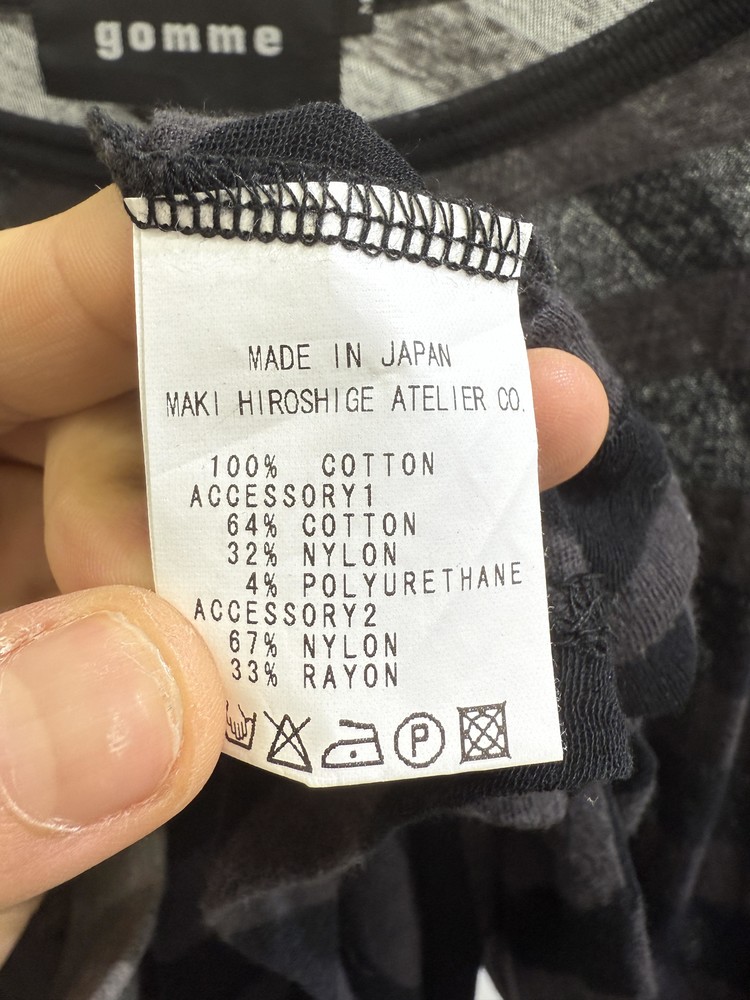 gomme
MADE IN JAPAN
MAKI HIROSHIGE ATELIER CO.
100% COTTON
ACCESSORY1
64% COTTON
32% NYLON
4% POLYURETHANE
ACCESSORY2
67% NYLON
33% RAYON
P